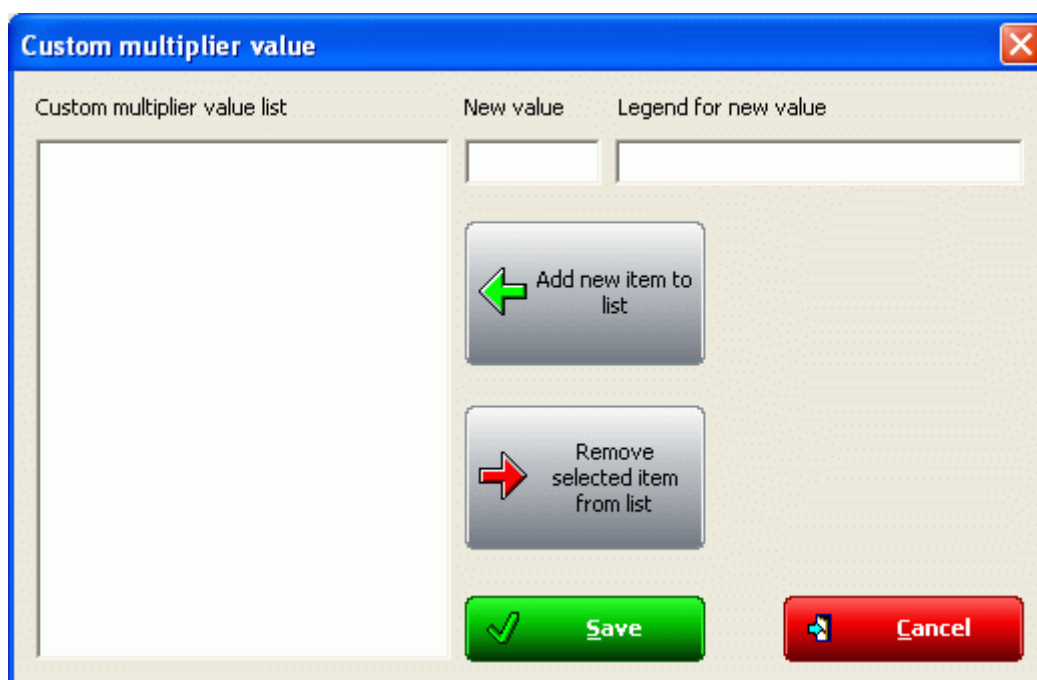 Custom multiplier value
Custom multiplier value list
New value
Legend for new value
Add new item to
list
Remove
selected item
from list
Save
Cancel